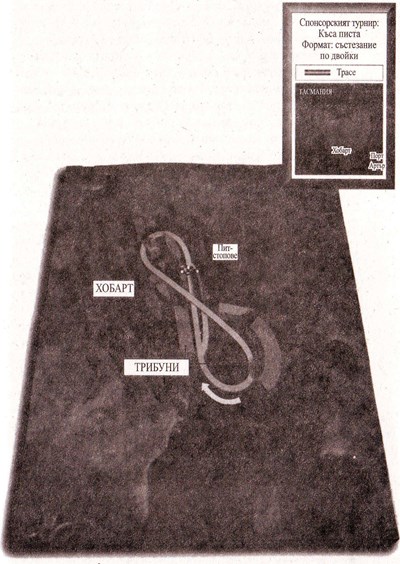 Спонсорският турнир:
Къса писта
Формат: състезание
по двойки
Трасе
ТАСМАНИЯ
Хобарт
Порт
Артър
Пит-
стопове
ХОБАРТ
ТРИБУНИ